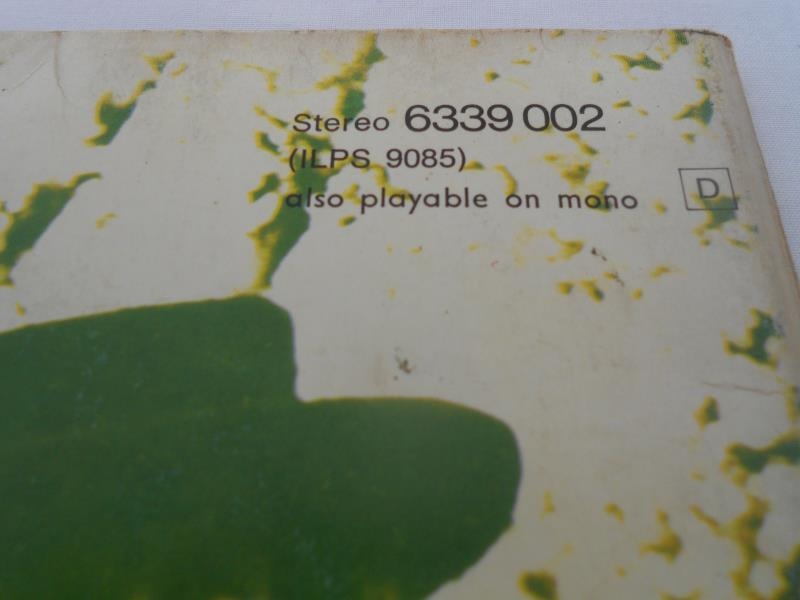 Stereo 6339 002
(ILPS 9085)
also playable on mono
D